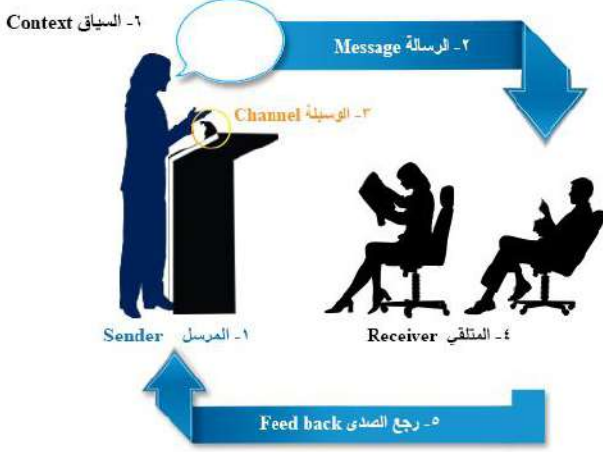 ٦- السياق Context
٢- الرسالة Message
٣- الوسيلة Channel
١- المرسل Sender
٤- المتلقي Receiver
٥- رجع الصدى Feed back